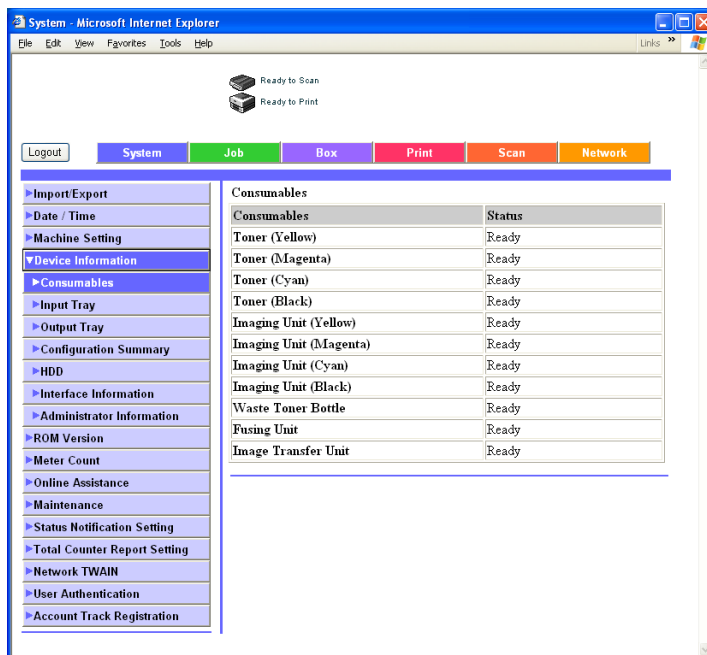 System - Microsoft Internet Explorer
File Edit View Favorites Tools Help Links »
Ready to Scan
Ready to Print
Logout System Job Box Print Scan Network
Import/Export
Date / Time
Machine Setting
Device Information
Consumables
Input Tray
Output Tray
Configuration Summary
HDD
Interface Information
Administrator Information
ROM Version
Meter Count
Online Assistance
Maintenance
Status Notification Setting
Total Counter Report Setting
Network TWAIN
User Authentication
Account Track Registration
Consumables
Consumables Status
Toner (Yellow) Ready
Toner (Magenta) Ready
Toner (Cyan) Ready
Toner (Black) Ready
Imaging Unit (Yellow) Ready
Imaging Unit (Magenta) Ready
Imaging Unit (Cyan) Ready
Imaging Unit (Black) Ready
Waste Toner Bottle Ready
Fusing Unit Ready
Image Transfer Unit Ready